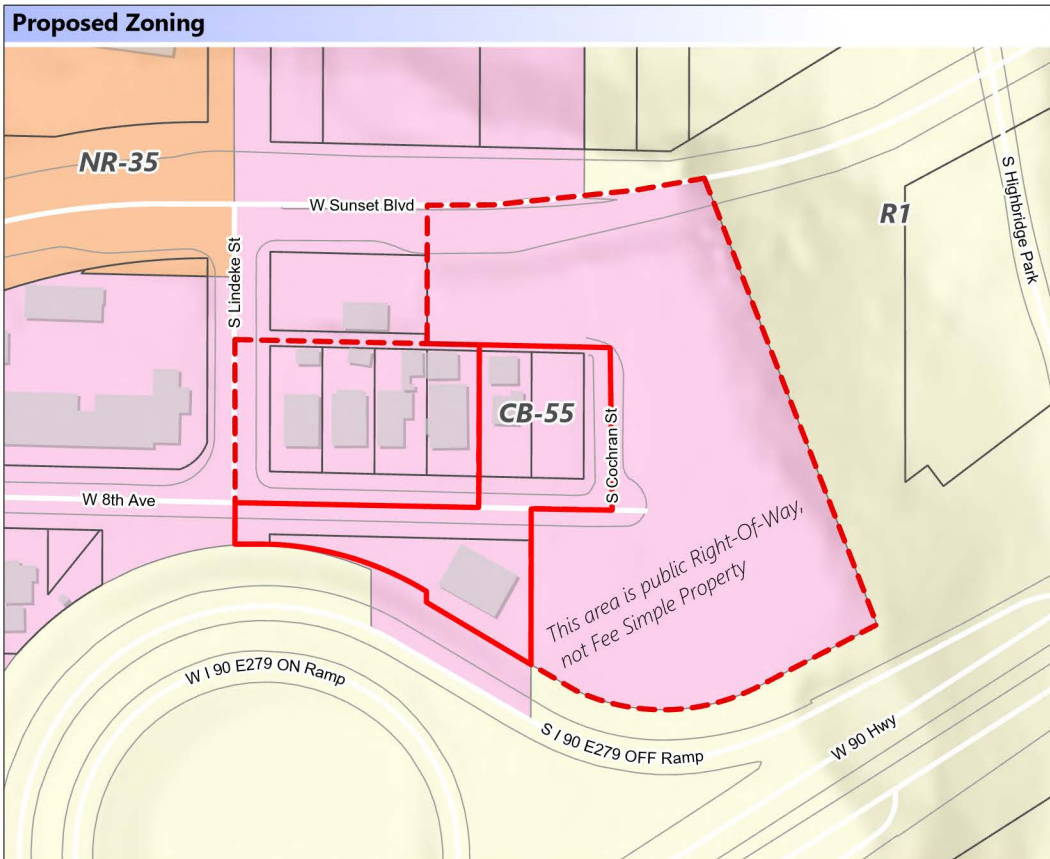 Proposed Zoning
NR-35
W Sunset Blvd
R1
S Highbridge Park
S Lindeke St
CB-55
S Cochran St
W 8th Ave
This area is public Right-Of-Way,
not Fee Simple Property
W I 90 E279 ON Ramp
S I 90 E279 OFF Ramp
W 90 Hwy